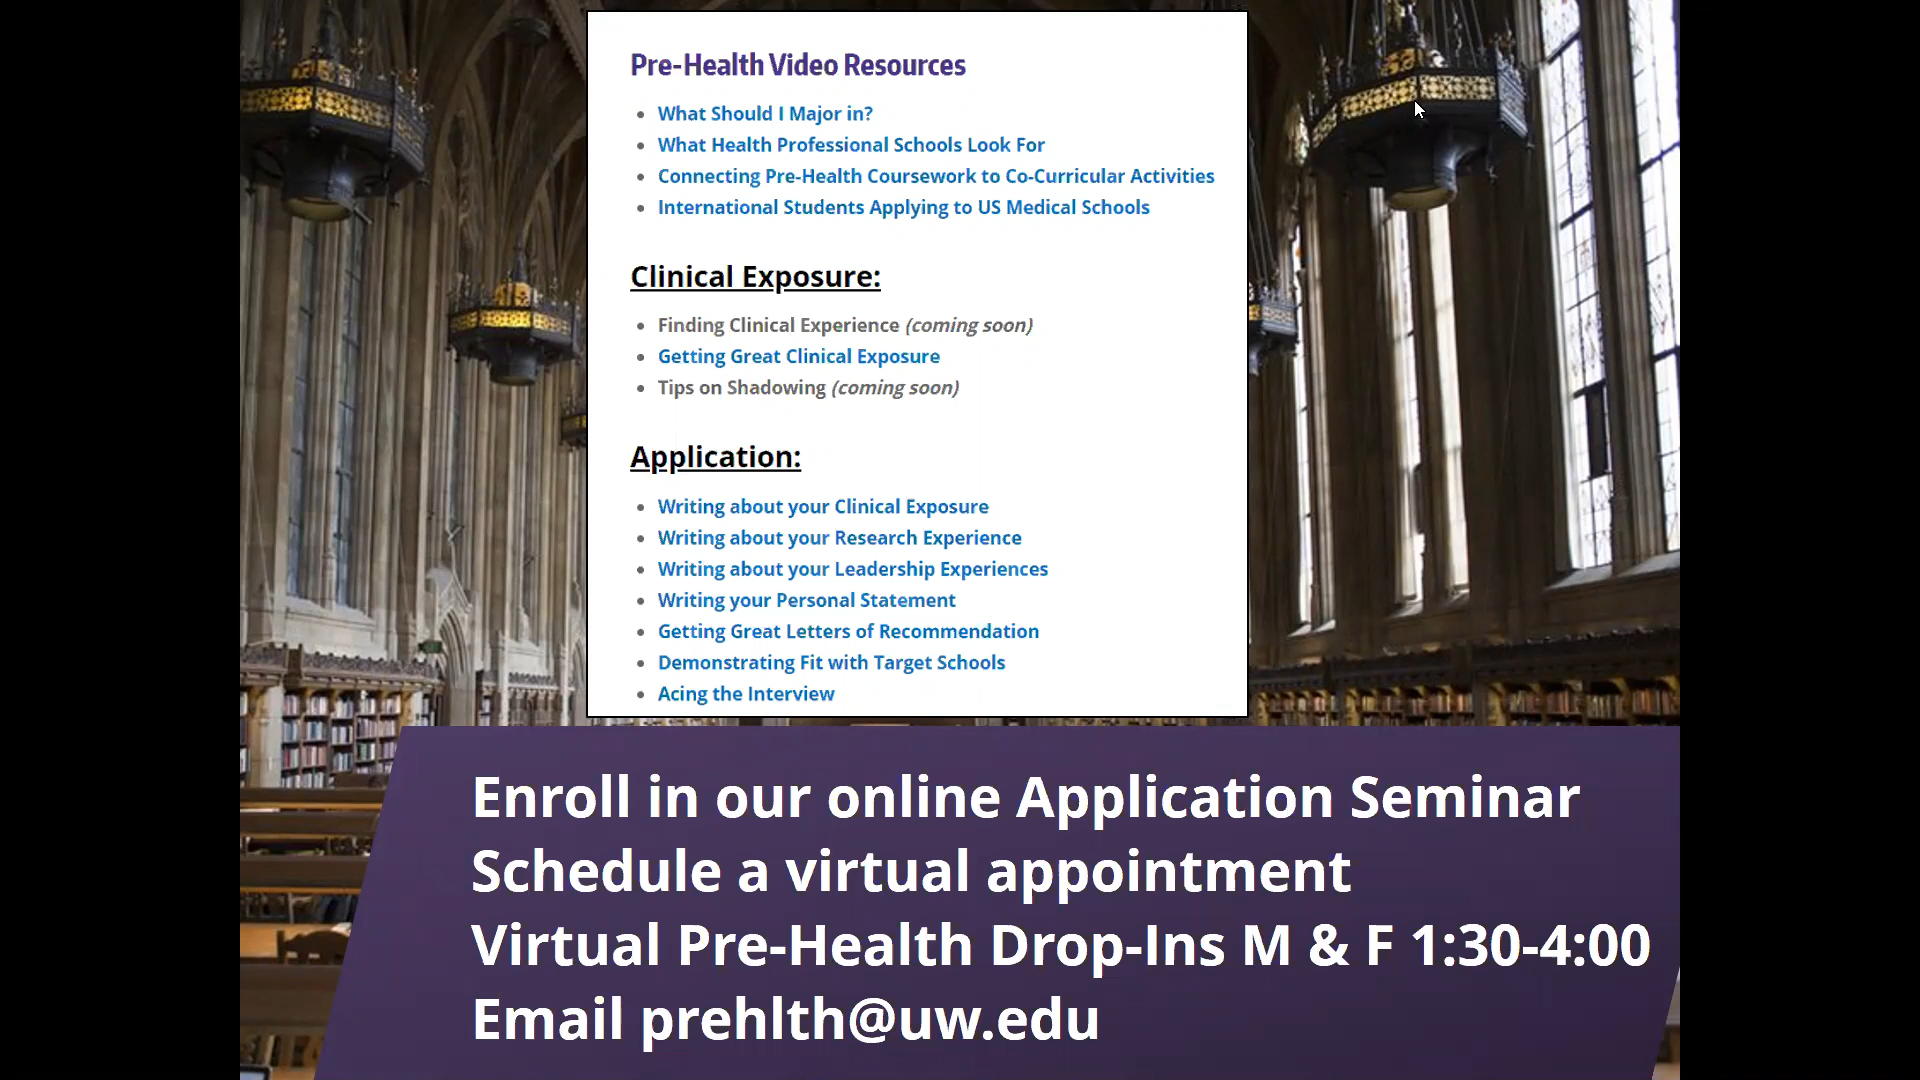 Pre-Health Video Resources
What Should I Major in?
What Health Professional Schools Look For
Connecting Pre-Health Coursework to Co-Curricular Activities
International Students Applying to US Medical Schools
Clinical Exposure:
Finding Clinical Experience (coming soon)
Getting Great Clinical Exposure
Tips on Shadowing (coming soon)
Application:
Writing about your Clinical Exposure
Writing about your Research Experience
Writing about your Leadership Experiences
Writing your Personal Statement
Getting Great Letters of Recommendation
Demonstrating Fit with Target Schools
Acing the Interview
Enroll in our online Application Seminar
Schedule a virtual appointment
Virtual Pre-Health Drop-Ins M & F 1:30-4:00
Email prehlth@uw.edu